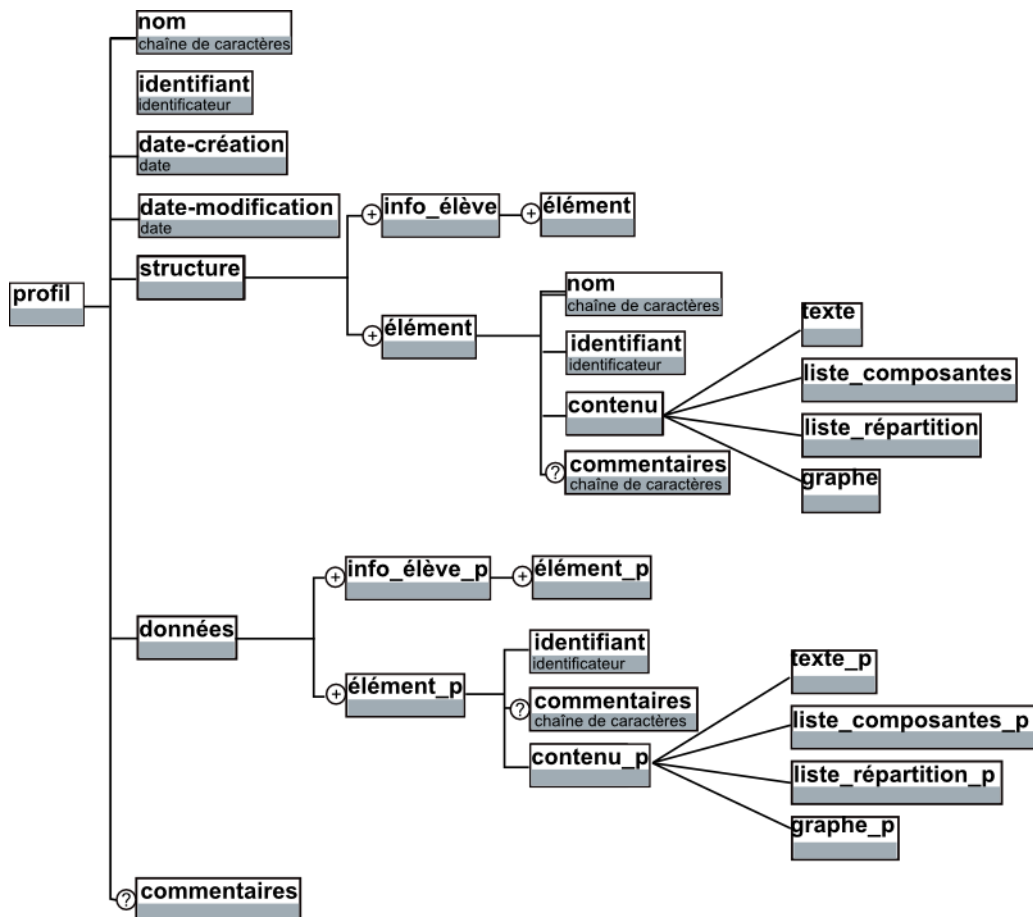 nom
chaîne de caractères
identifiant
identificateur
date-création
date
date-modification
date
+ info_élève
+ élément
structure
profil
nom
chaîne de caractères
+ élément
texte
identifiant
identificateur
liste_composantes
contenu
liste_répartition
? commentaires
chaîne de caractères
graphe
+ info_élève_p
+ élément_p
données
identifiant
identificateur
texte_p
+ élément_p
? commentaires
chaîne de caractères
liste_composantes_p
contenu_p
liste_répartition_p
graphe_p
? commentaires